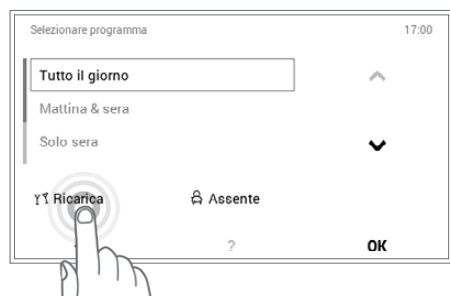 Selezionare programma 17:00
Tutto il giorno
Mattina & sera
Solo sera
Ricarica Assente
? OK